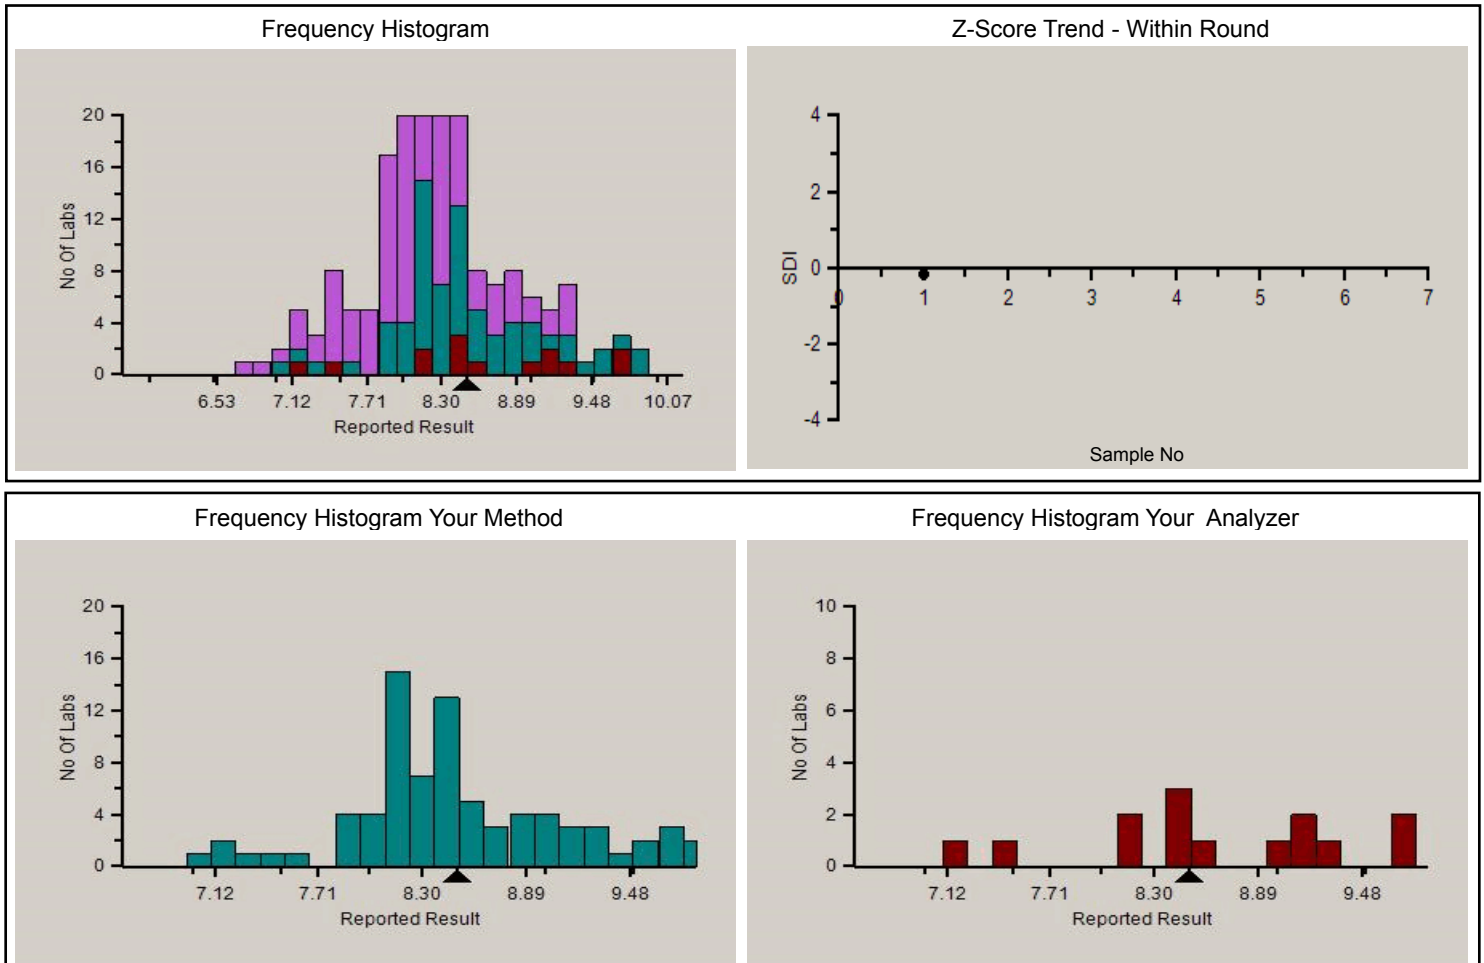 Frequency Histogram
20
16
12
8
4
0
No Of Labs
6.53 7.12 7.71 8.30 8.89 9.48 10.07
Reported Result
Z-Score Trend - Within Round
4
2
0
-2
-4
SDI
0 1 2 3 4 5 6 7
Sample No
Frequency Histogram Your Method
20
16
12
8
4
0
No Of Labs
7.12 7.71 8.30 8.89 9.48
Reported Result
Frequency Histogram Your Analyzer
10
8
6
4
2
0
No Of Labs
7.12 7.71 8.30 8.89 9.48
Reported Result